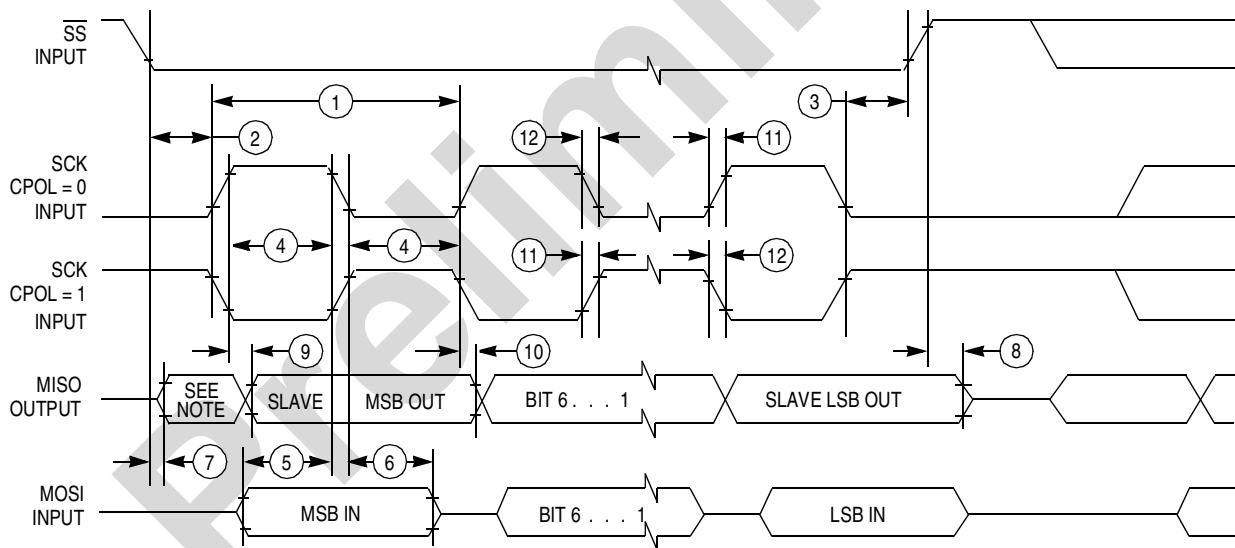 SS
INPUT
1
3
2
12
11
SCK
CPOL = 0
INPUT
4
4
SCK
CPOL = 1
INPUT
11
12
9
10
8
MISO
OUTPUT
SEE
NOTE
SLAVE
MSB OUT
BIT 6 . . . 1
SLAVE LSB OUT
7
5
6
MOSI
INPUT
MSB IN
BIT 6 . . . 1
LSB IN
Prelimi